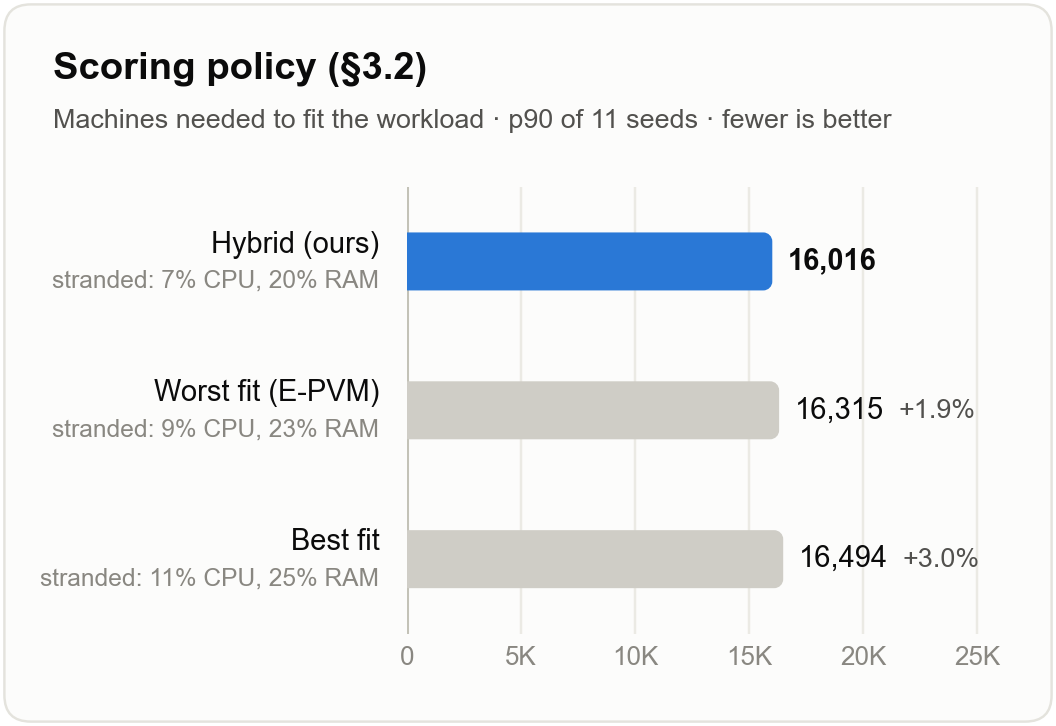 Scoring policy (§3.2)
Machines needed to fit the workload · p90 of 11 seeds · fewer is better
Hybrid (ours)
stranded: 7% CPU, 20% RAM
16,016
Worst fit (E-PVM)
stranded: 9% CPU, 23% RAM
16,315 +1.9%
Best fit
stranded: 11% CPU, 25% RAM
16,494 +3.0%
0 5K 10K 15K 20K 25K